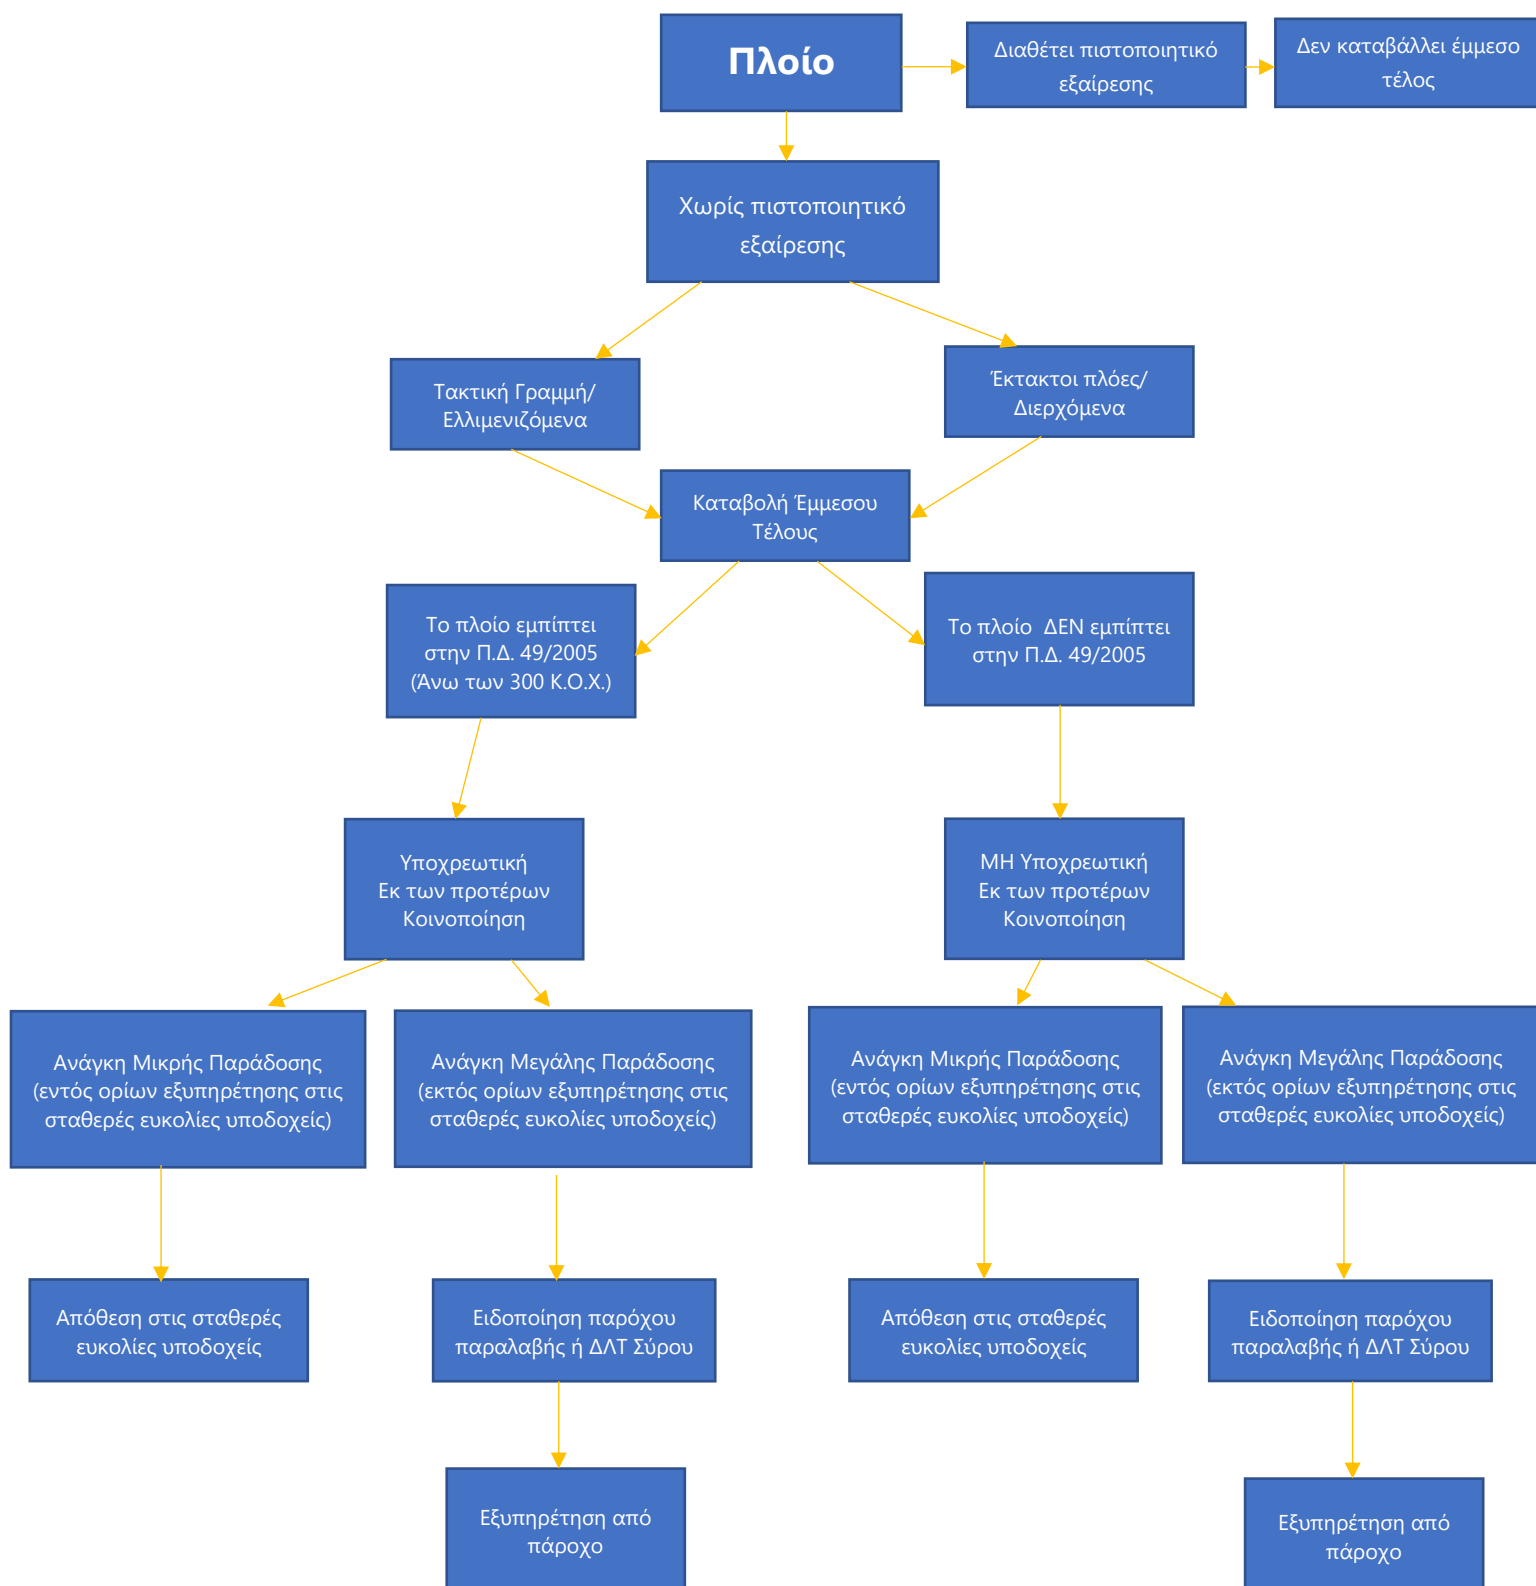 Πλοίο
Διαθέτει πιστοποιητικό
εξαίρεσης
Δεν καταβάλλει έμμεσο
τέλος
Χωρίς πιστοποιητικό
εξαίρεσης
Τακτική Γραμμή/
Ελλιμενιζόμενα
Έκτακτοι πλόες/
Διερχόμενα
Καταβολή Έμμεσου
Τέλους
Το πλοίο εμπίπτει
στην Π.Δ. 49/2005
(Άνω των 300 Κ.Ο.Χ.)
Το πλοίο ΔΕΝ εμπίπτει
στην Π.Δ. 49/2005
Υποχρεωτική
Εκ των προτέρων
Κοινοποίηση
ΜΗ Υποχρεωτική
Εκ των προτέρων
Κοινοποίηση
Ανάγκη Μικρής Παράδοσης
(εντός ορίων εξυπηρέτησης στις
σταθερές ευκολίες υποδοχείς)
Ανάγκη Μεγάλης Παράδοσης
(εκτός ορίων εξυπηρέτησης στις
σταθερές ευκολίες υποδοχείς)
Ανάγκη Μικρής Παράδοσης
(εντός ορίων εξυπηρέτησης στις
σταθερές ευκολίες υποδοχείς)
Ανάγκη Μεγάλης Παράδοσης
(εκτός ορίων εξυπηρέτησης στις
σταθερές ευκολίες υποδοχείς)
Απόθεση στις σταθερές
ευκολίες υποδοχείς
Ειδοποίηση παρόχου
παραλαβής ή ΔΛΤ Σύρου
Απόθεση στις σταθερές
ευκολίες υποδοχείς
Ειδοποίηση παρόχου
παραλαβής ή ΔΛΤ Σύρου
Εξυπηρέτηση από
πάροχο
Εξυπηρέτηση από
πάροχο